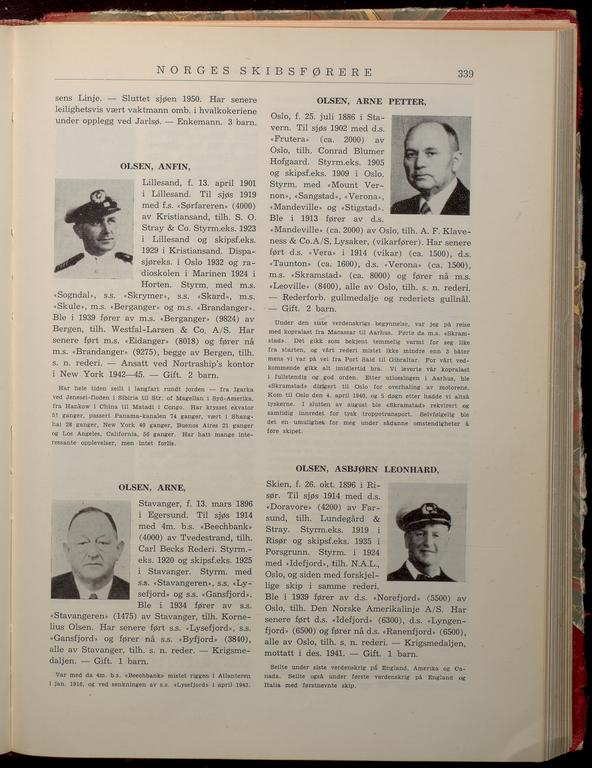 NORGES SKIBSFØRERE
339
sens Linje. — Sluttet sjøen 1950. Har senere
leilighetsvis vært vaktmann omb. i hvalkokeriene
under opplegg ved Jarlsø. — Enkemann. 3 barn.
OLSEN, ANFIN,
Lillesand, f. 13. april 1901
i Lillesand. Til sjøs 1919
med f.s. «Sørfareren» (4000)
av Kristiansand, tilh. S. O.
Stray & Co. Styrm.eks. 1923
i Lillesand og skipsf.eks.
1929 i Kristiansand. Dispa-
sjøreks. i Oslo 1932 og ra-
dioskolen i Marinen 1924 i
Horten. Styrm, med m.s.
«Sogndal», s.s. «Skrymer», s.s. «Skard», m.s.
«Skule», m.s. «Berganger» og m.s. «Brandanger».
Ble i 1939 fører av m.s. «Berganger» (9824) av
Bergen, tilh. Westfal-Larsen & Co. A/S. Har
senere ført m.s. «Eidanger» (8018) og fører nå
m.s. «Brandanger» (9275), begge av Bergen, tilh.
s. n. rederi. — Ansatt ved Nortraship's kontor
i New York 1942—45. — Gift. 2 barn.
Har hele tiden seilt i langfart rundt jorden — fra Igarka
ved Jenesei-floden i Sibiria til Str. of Magellan i Syd-Amerika,
fra Hankow i China til Matadi i Congo. Har krysset ekvator
51 ganger, passert Panama-kanalen 74 ganger, vært i Shang-
hai 28 ganger, New York 40 ganger, Buenos Aires 21 ganger
og Los Angeles, California, 56 ganger. Har hatt mange inte-
ressante opplevelser, men intet forlis.
OLSEN, ARNE,
Stavanger, f. 13. mars 1896
i Egersund. Til sjøs 1914
med 4m. b.s. «Beechbank»
(4000) av Tvedestrand, tilh.
Carl Becks Rederi. Styrm.-
eks. 1920 og skipsf.eks. 1925
i Stavanger. Styrm. med
s.s. «Stavangeren», s.s, «Ly-
sefjord» og s.s. «Gansfjord».
Ble i 1934 fører av s.s.
«Stavangeren» (1475) av Stavanger, tilh. Korne-
lius Olsen. Har senere ført s.s. «Lysefjord», s.s.
«Gansfjord» og fører nå s.s. «Byfjord» (3840),
alle av Stavanger, tilh. s. n. reder. — Krigsme-
daljen. — Gift. 1 barn.
Var med da 4m. b.s. «Beechbank» mistet riggen i Atlanteren
i jan. 1916, og ved senkningen av s.s. «Lysefjord» i april 1943.
OLSEN, ARNE PETTER,
Oslo, f. 25. juli 1886 i Sta-
vern. Til sjøs 1902 med d.s.
«Frutera» (ca. 2000) av
Oslo, tilh. Conrad Blumer
Hofgaard. Styrm.eks. 1905
og skipsf.eks. 1909 i Oslo.
Styrm. med «Mount Ver-
non», «Sangstad», «Verona»,
«Mandeville» og «Stigstad».
Ble i 1913 fører av d.s.
«Mandeville» (ca. 2000) av Oslo, tilh. A. F. Klave-
ness & Co.A/S, Lysaker, (vikarfører). Har senere
ført d.s. «Vera» i 1914 (vikar) (ca. 1500), d.s.
«Taunton» (ca. 1600), d.s. «Verona» (ca. 1500),
m.s. «Skramstad» (ca. 8000) og fører nå m.s.
«Leoville» (8400), alle av Oslo, tilh. s. n. rederi.
— Rederforb. gullmedalje og rederiets gullnål.
— Gift. 2 barn.
Under den siste verdenskrigs begynnelse, var jeg på reise
med kopralast fra Macassar til Aarhus. Førte da m.s. «Skram-
stad». Det gikk som bekjent temmelig varmt for seg like
fra starten, og vårt rederi mistet ikke mindre enn 3 båter
mens vi var på vei fra Port Said til Gibraltar. For vårt ved-
kommende gikk alt imidlertid bra. Vi leverte vår kopralast
i fullstendig og god orden. Etter utlossingen i Aarhus, ble
«Skramstad» dirigert til Oslo for overhaling av motorene.
Kom til Oslo den 4. april 1940, og 5 døgn etter hadde vi altså
tyskerne. I slutten av august ble «Skramstad» rekvirert og
samtidig innredet for tysk troppetransport. Selvfølgelig ble
det en umulighet for meg under sådanne omstendigheter å
føre skipet.
OLSEN, ASBJØRN LEONHARD,
Skien, f. 26. okt. 1896 i Ri-
sør. Til sjøs 1914 med d.s.
«Doravore» (4200) av Far-
sund, tilh. Lundegård &
Stray. Styrm.eks. 1919 i
Risør og skipsf.eks. 1935 i
Porsgrunn. Styrm. i 1924
med «Idefjord», tilh. N.A.L.,
Oslo, og siden med forskjel-
lige skip i samme rederi.
Ble i 1939 fører av d.s. «Norefjord» (5500) av
Oslo, tilh. Den Norske Amerikalinje A/S. Har
senere ført d.s. «Idefjord» (6300), d.s. «Lyngen-
fjord» (6500) og fører nå d.s. «Ranenfjord» (6500),
alle av Oslo, tilh. s. n. rederi. — Krigsmedaljen,
mottatt i des. 1941. — Gift. 1 barn.
Seilte under siste verdenskrig på England, Amerika og Ca-
nada. Seilte også under første verdenskrig på England og
Italia med førstnevnte skip.